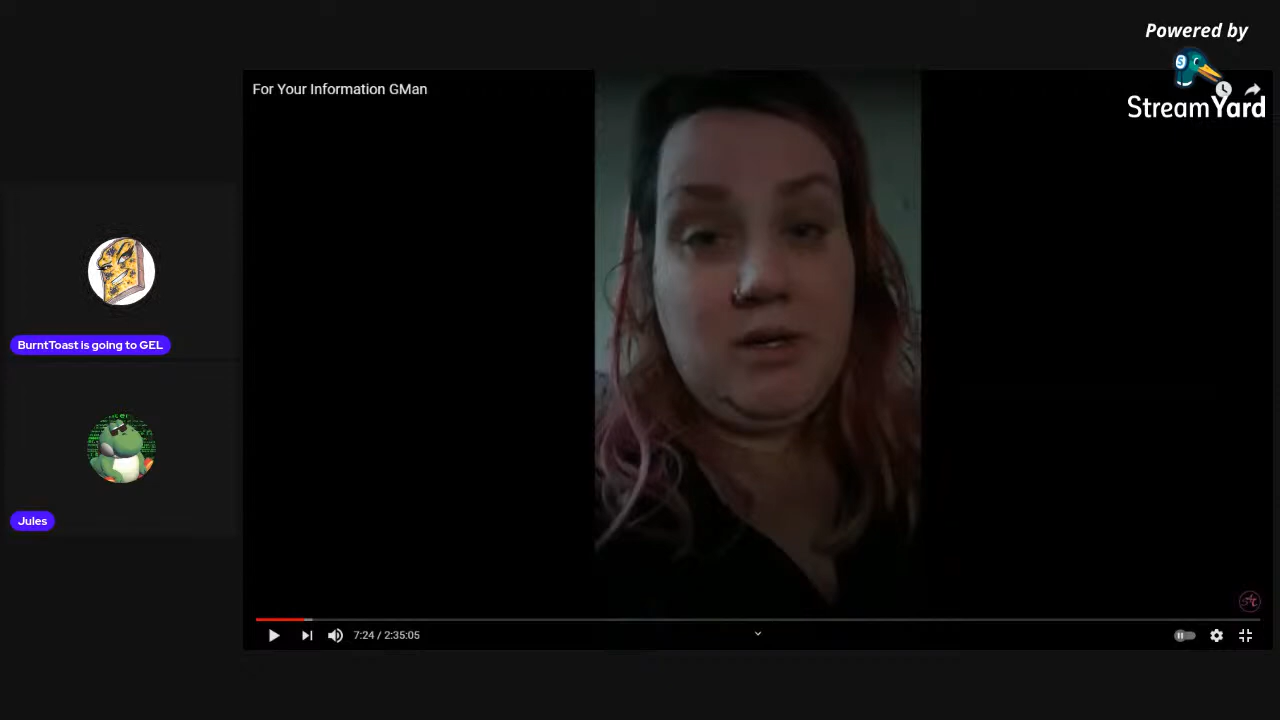 Powered by
StreamYard
For Your Information GMan
BurntToast is going to GEL
Jules
7:24 / 2:35:05